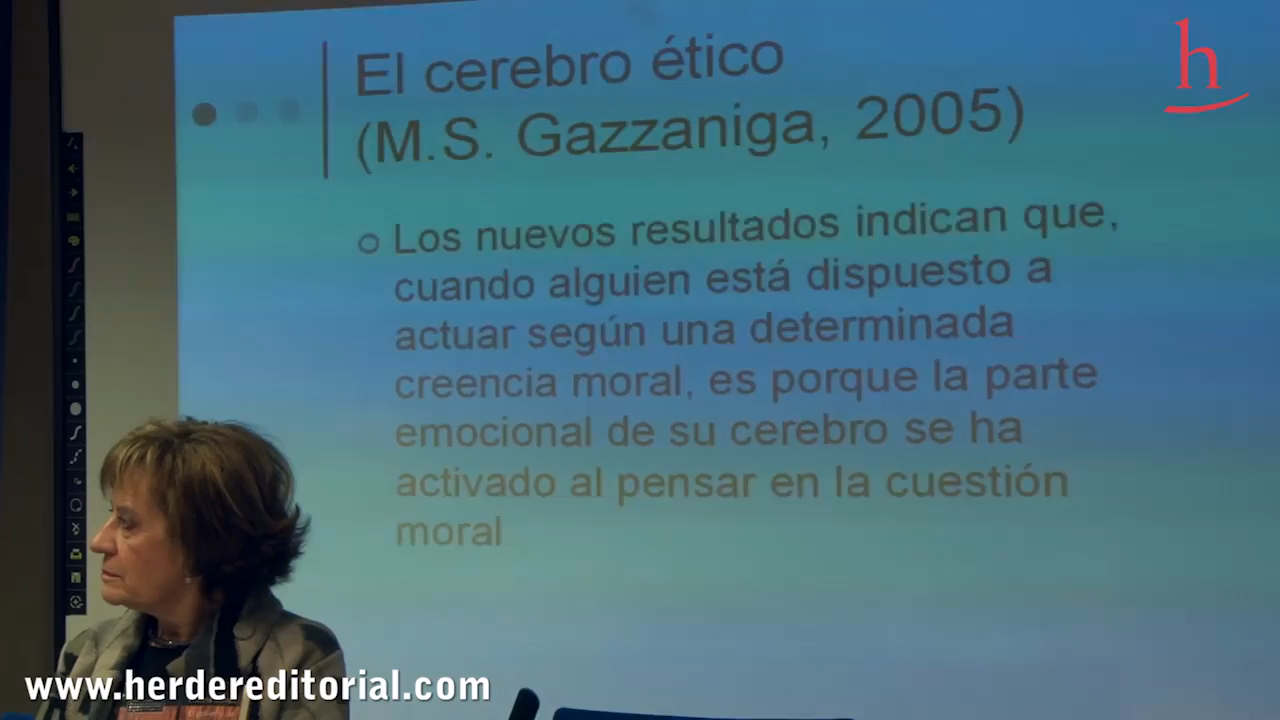 El cerebro ético
(M.S. Gazzaniga, 2005)
Los nuevos resultados indican que,
cuando alguien está dispuesto a
actuar según una determinada
creencia moral, es porque la parte
emocional de su cerebro se ha
activado al pensar en la cuestión
moral
h
www.herdereditorial.com